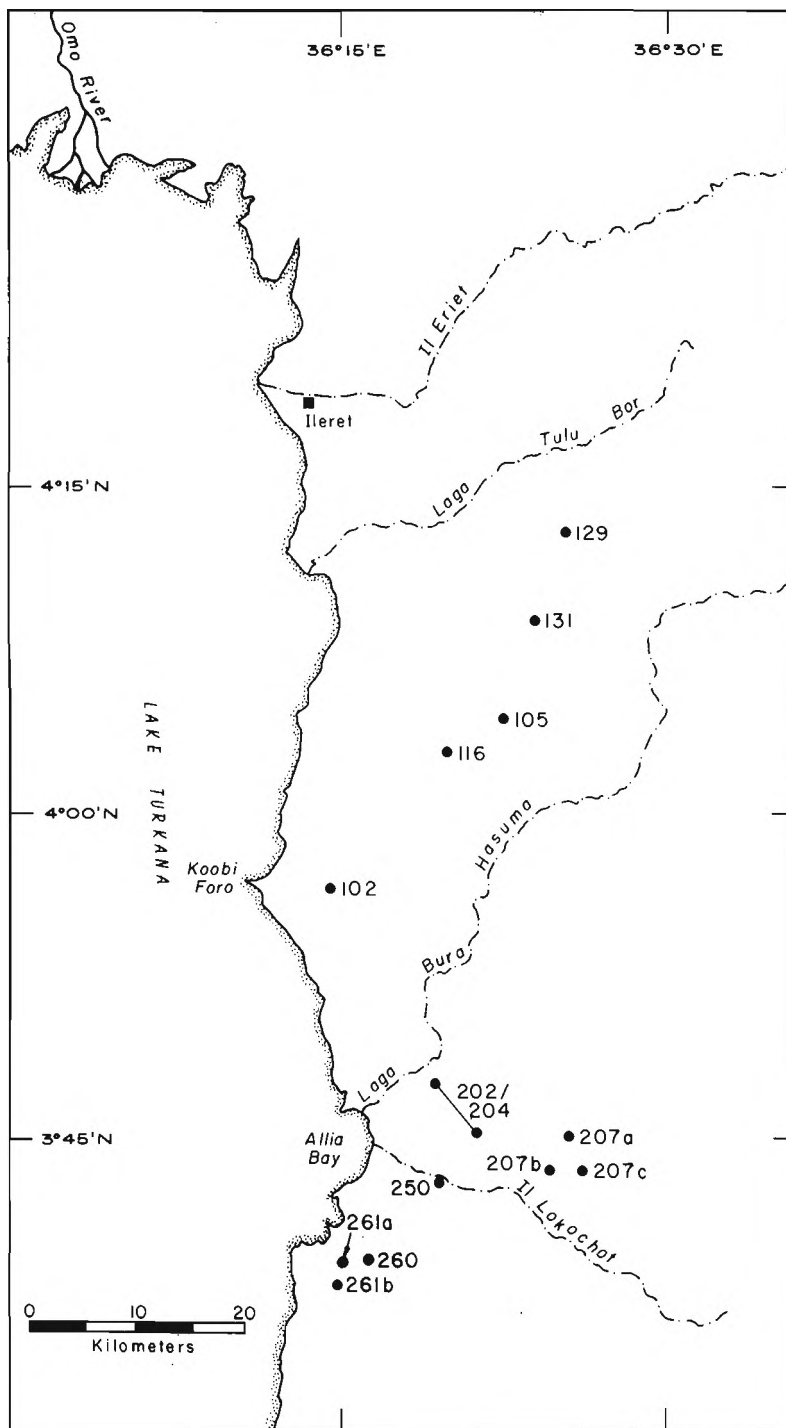 36°15'E
36°30'E
Omo River
Il Eriet
Ileret
Laga Tulu Bor
4°15'N
129
131
LAKE TURKANA
105
116
4°00'N
Koobi
Foro
102
Laga Bura Hasuma
202/
204
3°45'N
Allia
Bay
207a
207b
207c
250
Il Lokochot
261a
260
261b
0 10 20
Kilometers